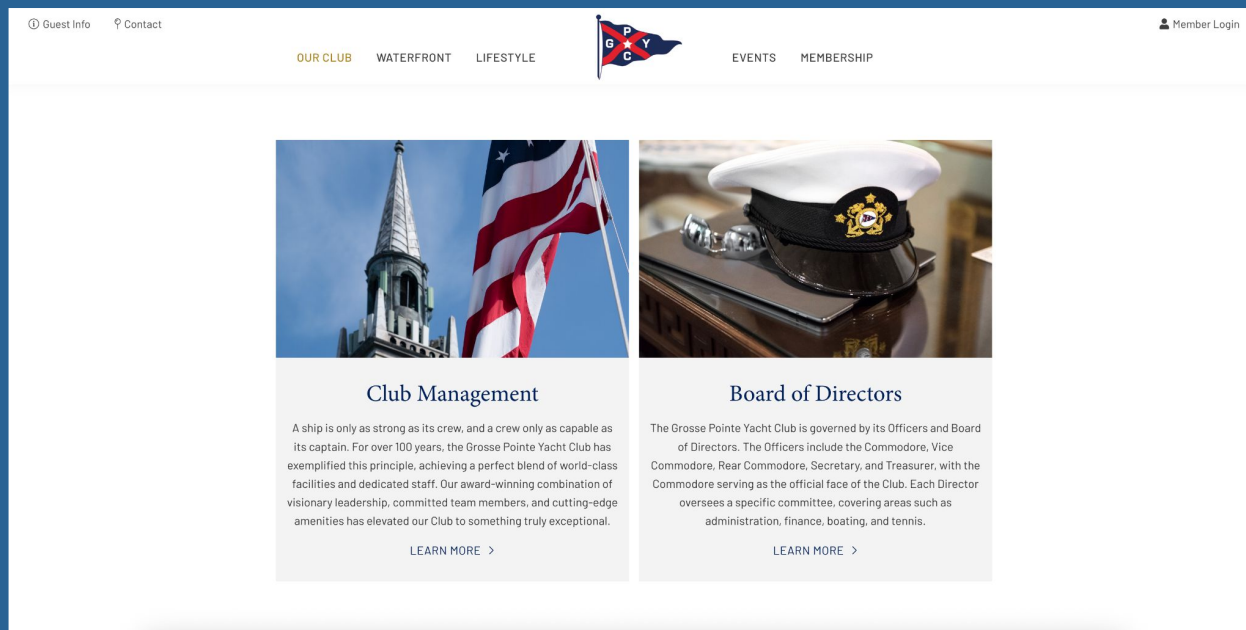 Guest Info
Contact
Member Login
OUR CLUB
WATERFRONT
LIFESTYLE
P
G Y
C
EVENTS
MEMBERSHIP
Club Management
A ship is only as strong as its crew, and a crew only as capable as
its captain. For over 100 years, the Grosse Pointe Yacht Club has
exemplified this principle, achieving a perfect blend of world-class
facilities and dedicated staff. Our award-winning combination of
visionary leadership, committed team members, and cutting-edge
amenities has elevated our Club to something truly exceptional.
LEARN MORE >
Board of Directors
The Grosse Pointe Yacht Club is governed by its Officers and Board
of Directors. The Officers include the Commodore, Vice
Commodore, Rear Commodore, Secretary, and Treasurer, with the
Commodore serving as the official face of the Club. Each Director
oversees a specific committee, covering areas such as
administration, finance, boating, and tennis.
LEARN MORE >